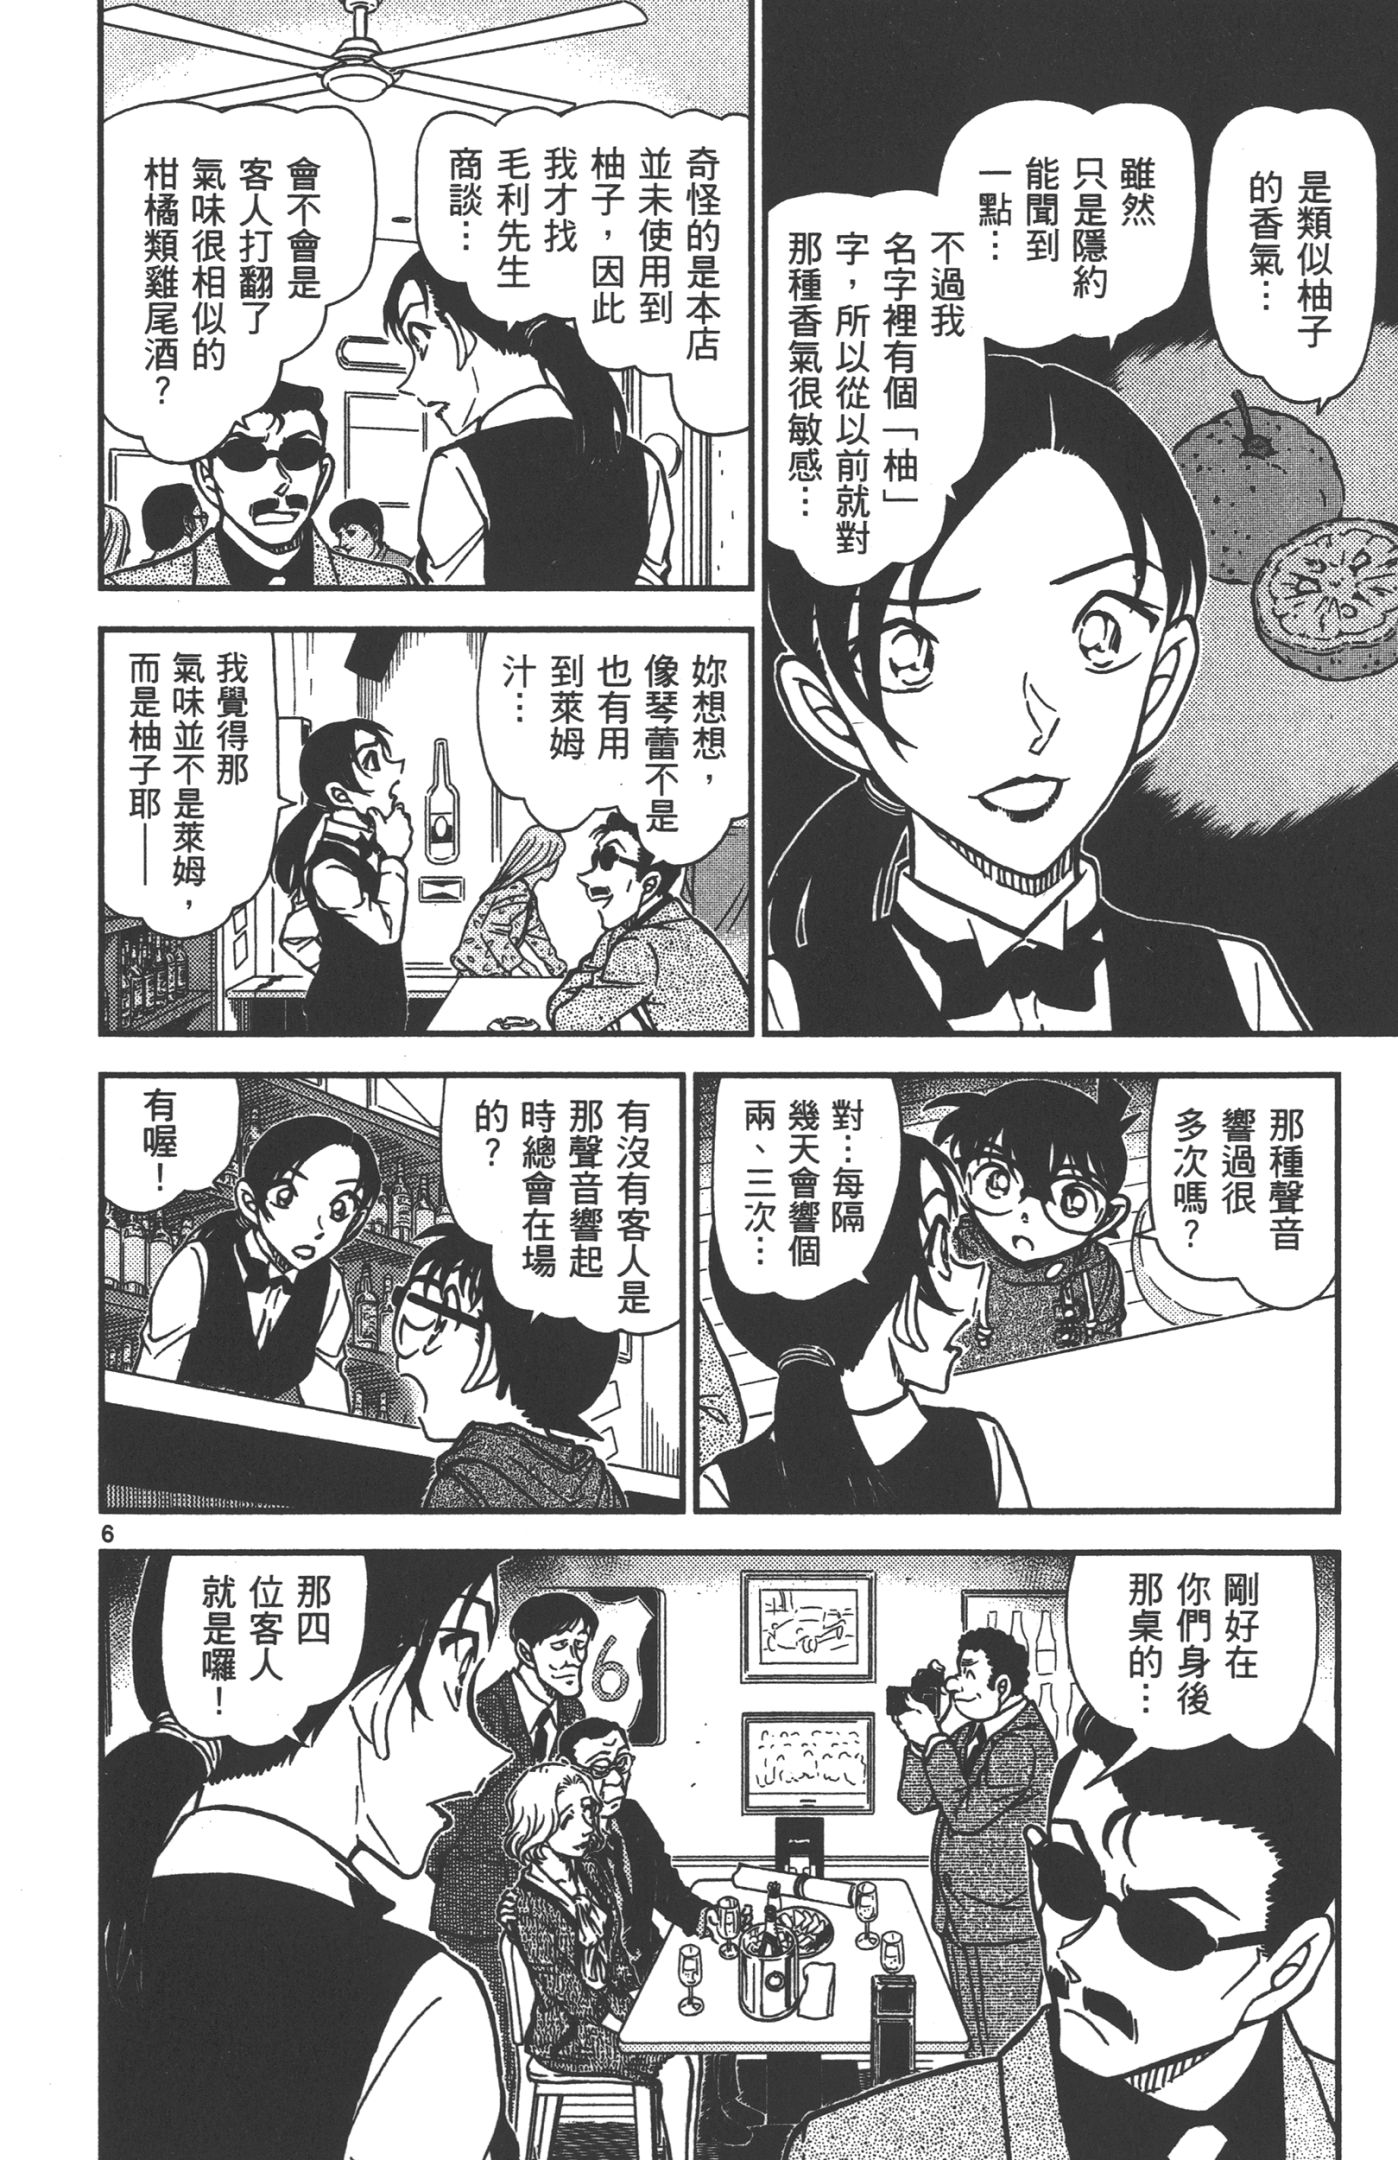 是類似柚子
的香氣…
雖然
只是隱約
能聞到
一點…
不過我
名字裡有個「柚」
字，所以從以前就對
那種香氣很敏感…
奇怪的是本店
並未使用到
柚子，因此
我才找
毛利先生
商談…
會不會是
客人打翻了
氣味很相似的
柑橘類雞尾酒？
妳想想，
像琴蕾不是
也有用
到萊姆
汁…
我覺得那
氣味並不是萊姆，
而是柚子耶——
那種聲音
響過很
多次嗎？
對…每隔
幾天會響個
兩、三次…
有沒有客人是
那聲音響起
時總會在場
的？
有喔！
6
剛好在
你們身後
那桌的…
那四
位客人
就是囉！
6